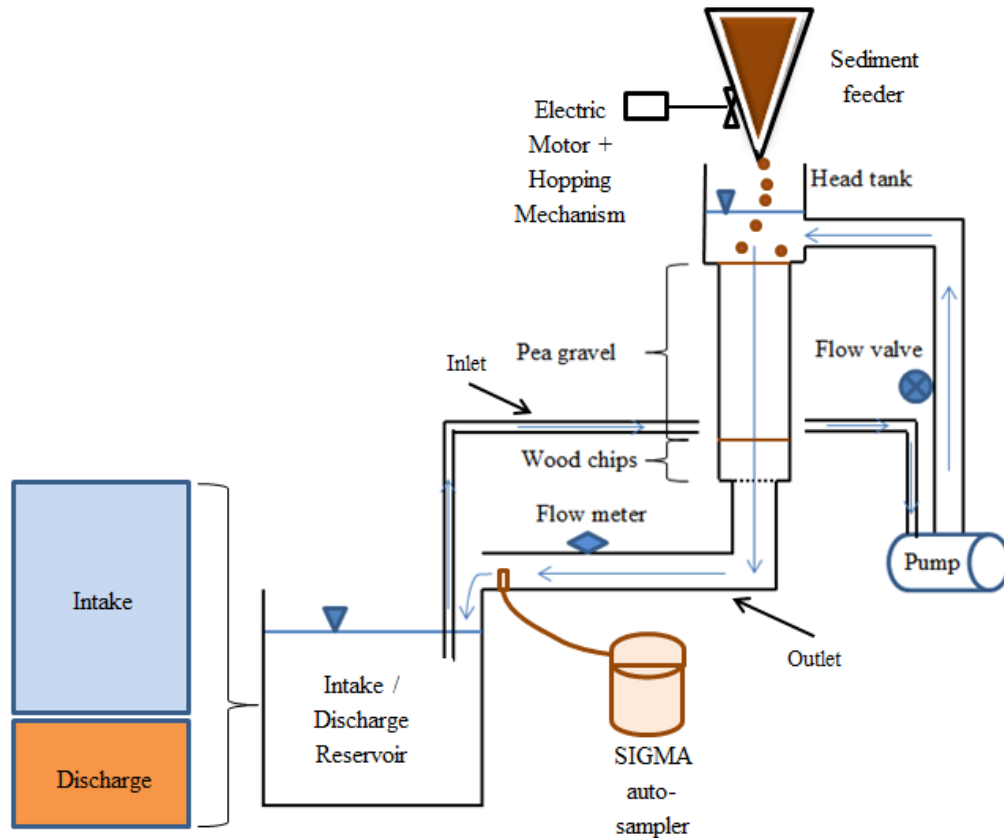 Sediment
feeder
Electric
Motor +
Hopping
Mechanism
Head tank
Pea gravel
Flow valve
Inlet
Wood chips
Flow meter
Pump
Intake
Outlet
Intake /
Discharge
Reservoir
Discharge
SIGMA
auto-
sampler